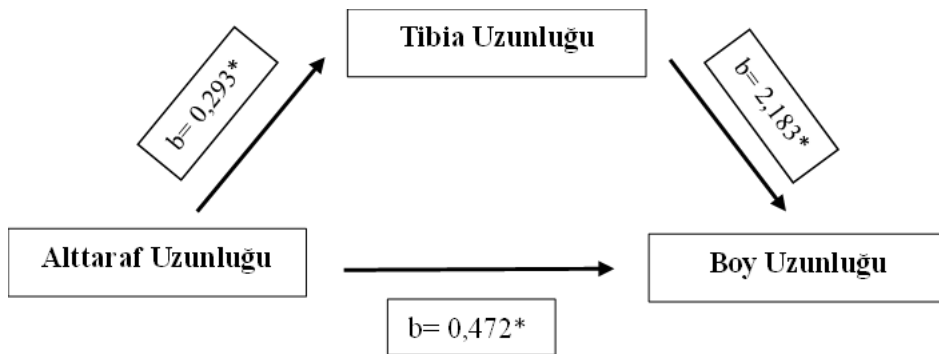 Tibia Uzunluğu
b= 0,293*
b= 2,183*
Alttaraf Uzunluğu
Boy Uzunluğu
b= 0,472*